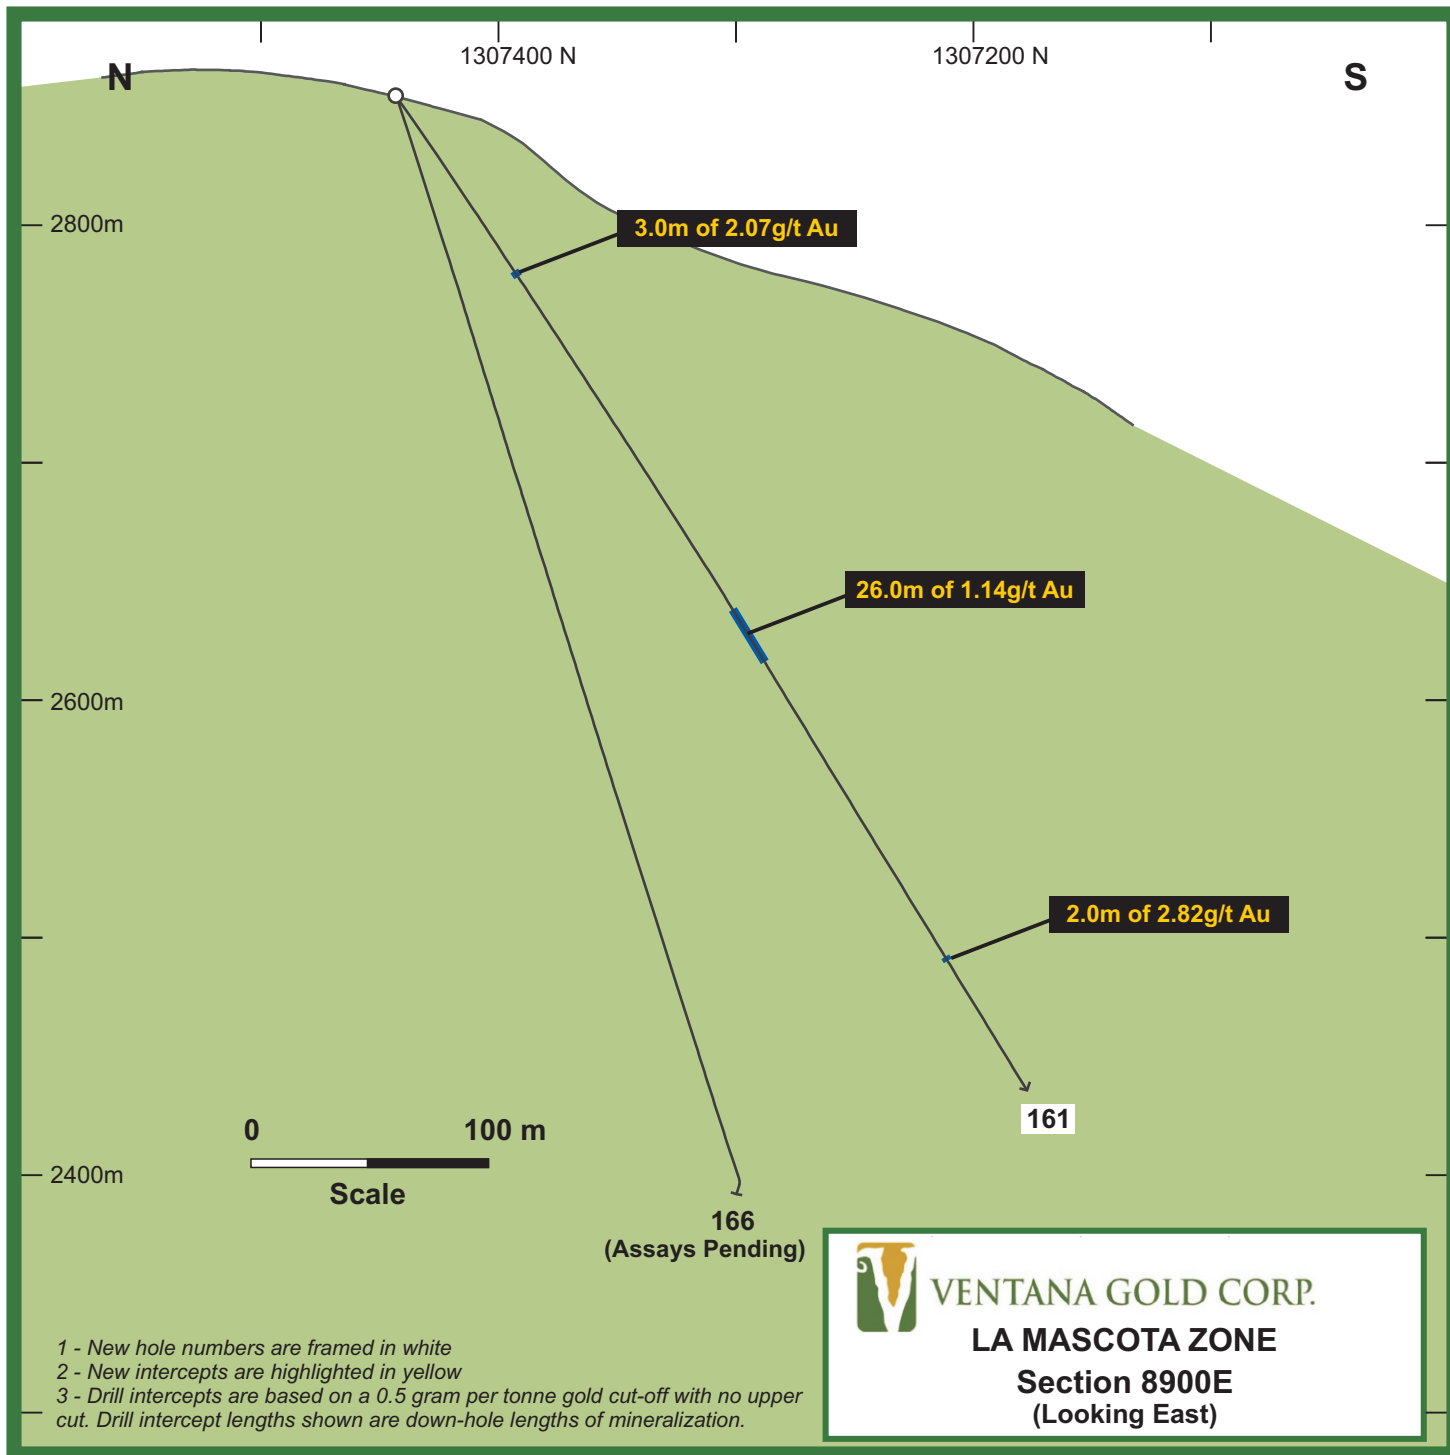 1307400 N
1307200 N
N
S
2800m
3.0m of 2.07g/t Au
26.0m of 1.14g/t Au
2600m
2.0m of 2.82g/t Au
161
0 100 m
Scale
2400m
166
(Assays Pending)
VENTANA GOLD CORP.
LA MASCOTA ZONE
Section 8900E
(Looking East)
1 - New hole numbers are framed in white
2 - New intercepts are highlighted in yellow
3 - Drill intercepts are based on a 0.5 gram per tonne gold cut-off with no upper
cut. Drill intercept lengths shown are down-hole lengths of mineralization.